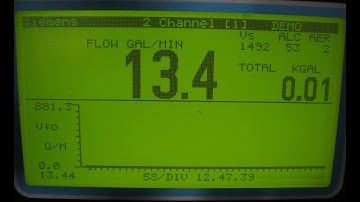 Siemens 2 Channel [1] DEMO
FLOW GAL/MIN Vs ALC AER
1492 53 2
13.4
TOTAL KGAL
0.01
881.3
Vfo
G/M
0.0
13.44 5S/DIV 12.47.39